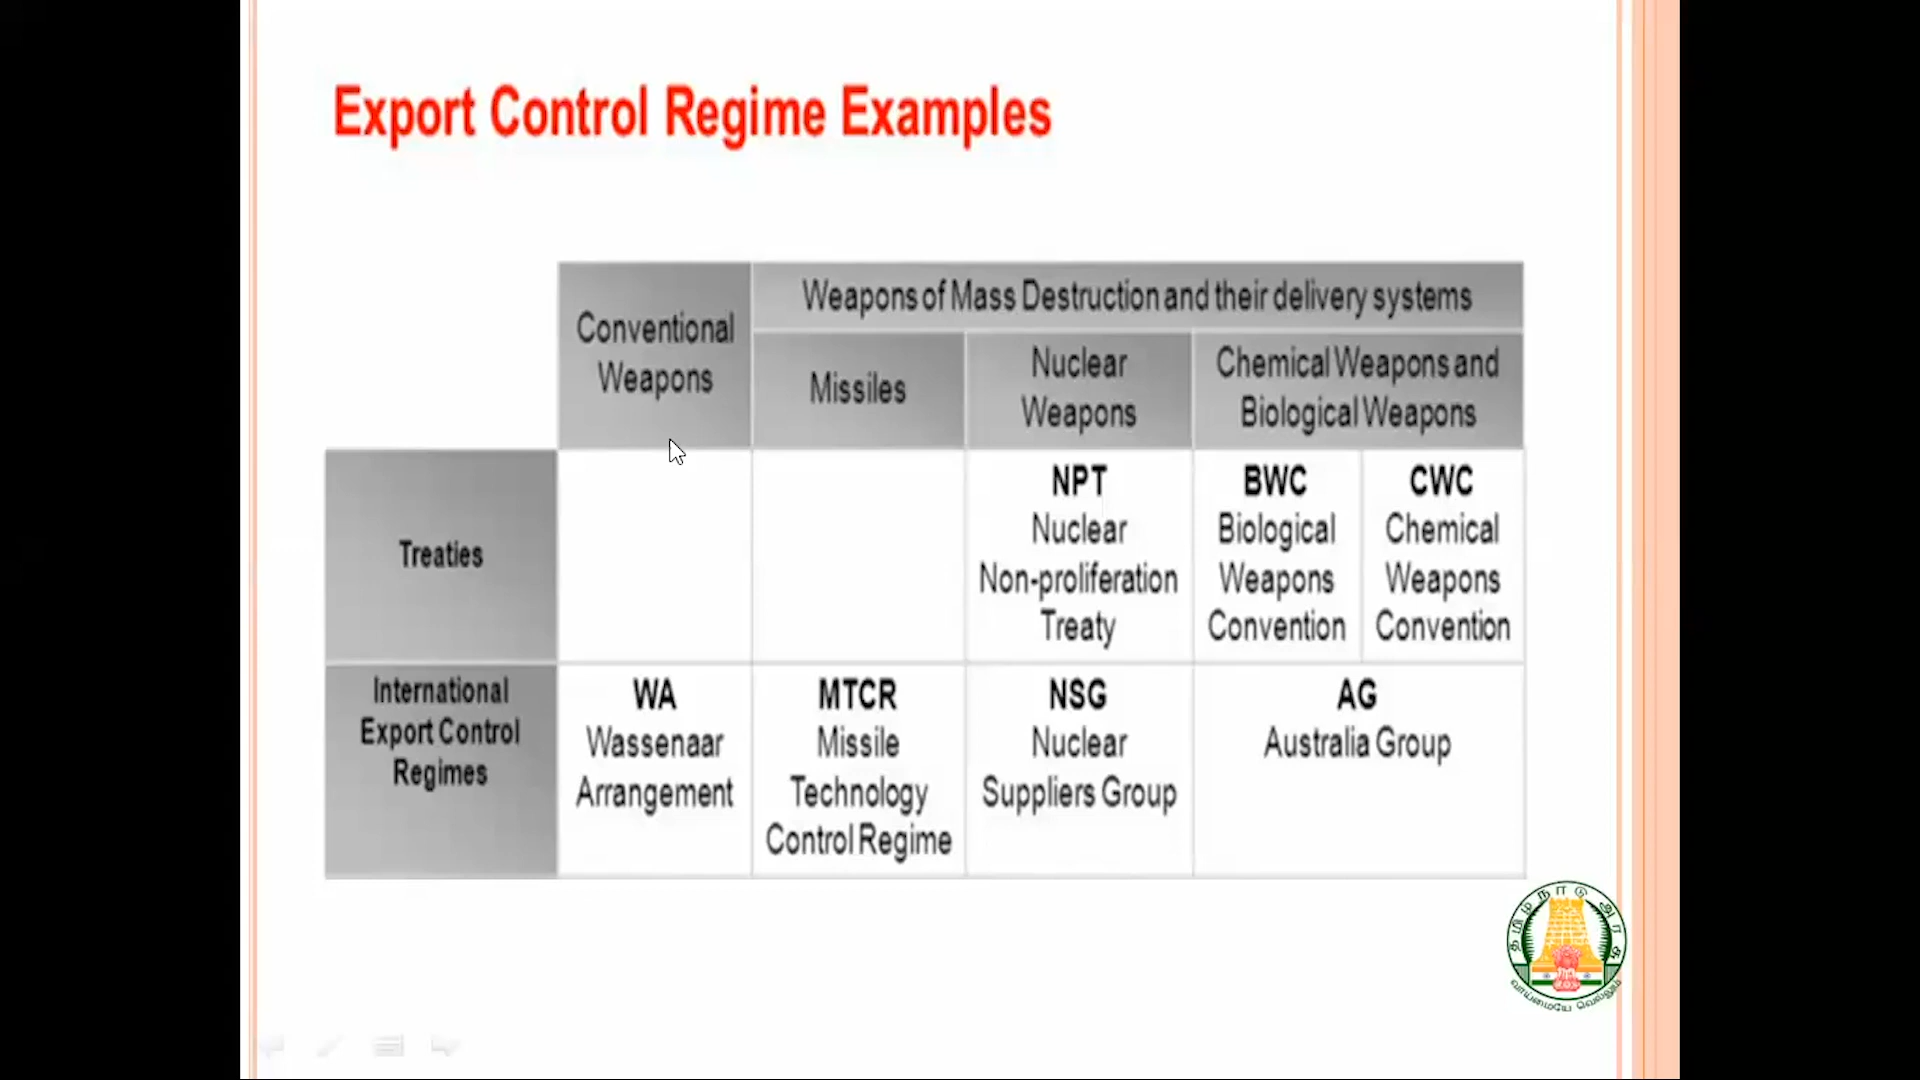 Export Control Regime Examples
Conventional
Weapons
Weapons of Mass Destruction and their delivery systems
Missiles
Nuclear
Weapons
Chemical Weapons and
Biological Weapons
Treaties
NPT
Nuclear
Non-proliferation
Treaty
BWC
Biological
Weapons
Convention
CWC
Chemical
Weapons
Convention
International
Export Control
Regimes
WA
Wassenaar
Arrangement
MTCR
Missile
Technology
Control Regime
NSG
Nuclear
Suppliers Group
AG
Australia Group
தமிழ்நாடு அரசு
வாய்மையே வெல்லும்